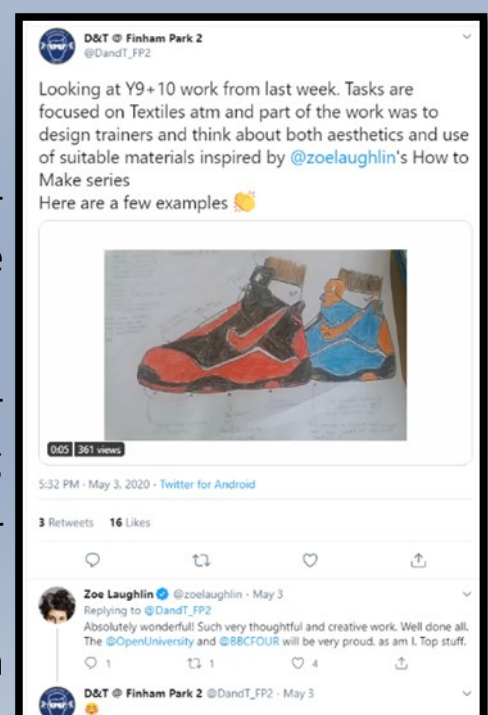 D&T @ Finham Park 2
@DandT_FP2
Looking at Y9+10 work from last week. Tasks are
focused on Textiles atm and part of the work was to
design trainers and think about both aesthetics and use
of suitable materials inspired by @zoelaughlin's How to
Make series
Here are a few examples 👏
0:05 361 views
5:32 PM · May 3, 2020 · Twitter for Android
3 Retweets 16 Likes
Zoe Laughlin @zoelaughlin · May 3
Replying to @DandT_FP2
Absolutely wonderful! Such very thoughtful and creative work. Well done all.
The @OpenUniversity and @BBCFOUR will be very proud, as am I. Top stuff.
1 1 4
D&T @ Finham Park 2 @DandT_FP2 · May 3